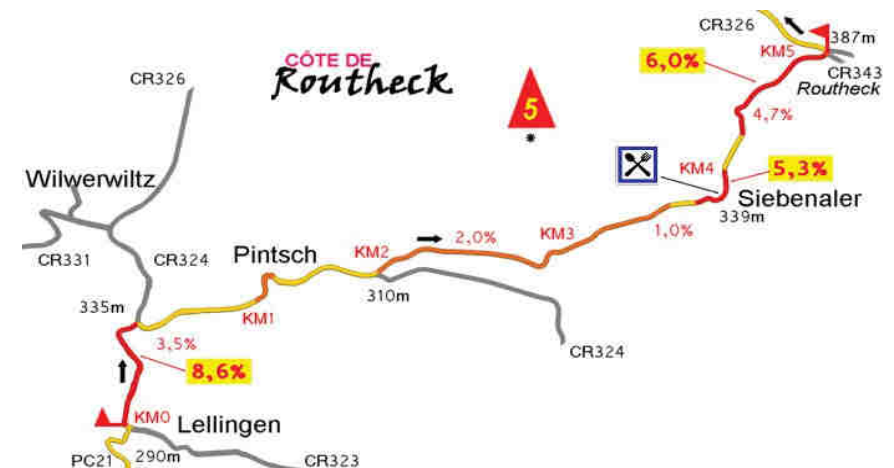 CÔTE DE
Routheck
5
*
CR326
387m
KM5
6,0%
CR343
Routheck
4,7%
CR326
Wilwerwiltz
KM4
5,3%
Siebenaler
339m
1,0%
KM3
2,0%
KM2
Pintsch
CR331
CR324
310m
335m
KM1
3,5%
8,6%
CR324
KM0
Lellingen
PC21
290m
CR323